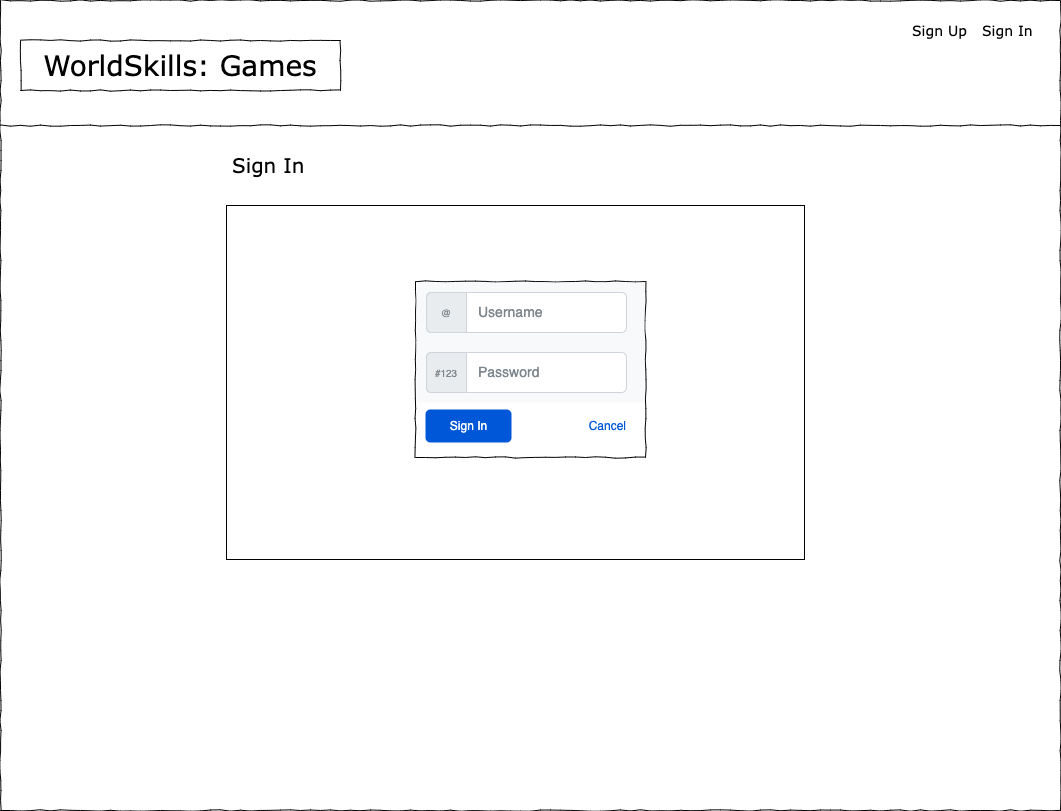 Sign Up Sign In
WorldSkills: Games
Sign In
@ Username
#123 Password
Sign In Cancel